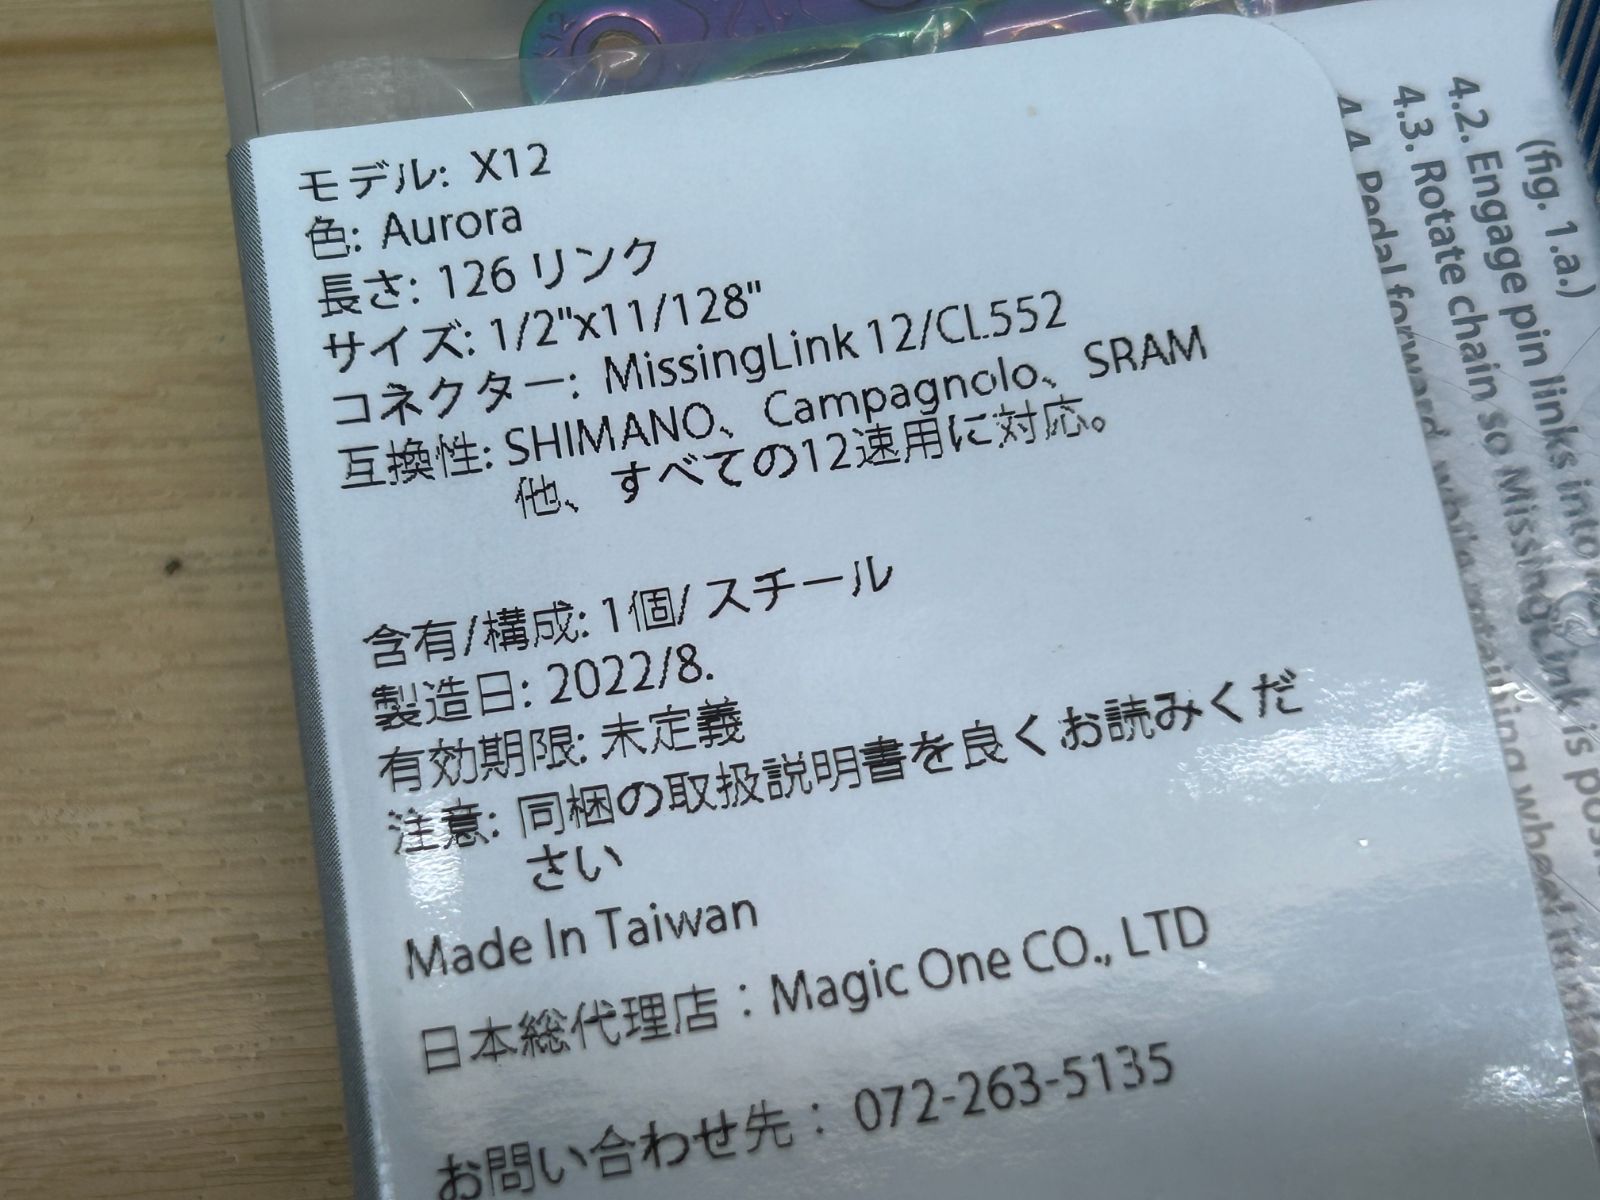 モデル: X12
色: Aurora
長さ: 126 リンク
サイズ: 1/2"x11/128"
コネクター: MissingLink 12/CL552
互換性: SHIMANO、Campagnolo、SRAM
他、すべての12速用に対応。
含有/構成: 1個/ スチール
製造日: 2022/8.
有効期限: 未定義
注意: 同梱の取扱説明書を良くお読みくだ
さい
Made In Taiwan
日本総代理店：Magic One CO., LTD
お問い合わせ先： 072-263-5135
(fig. 1.a.)
4.2. Engage pin links into
4.3. Rotate chain so MissingLink is
4.4. Pedal forward, while